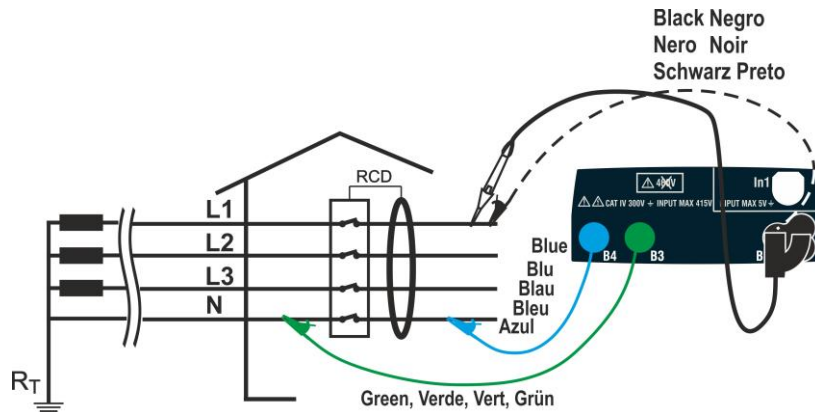 Black Negro
Nero Noir
Schwarz Preto
RCD
In1
CAT IV 300V + INPUT MAX 415V
INPUT MAX 5V+
L1
L2
L3
N
Blue
Blu
Blau
Bleu
Azul
B4
B3
B
RT
Green, Verde, Vert, Grün